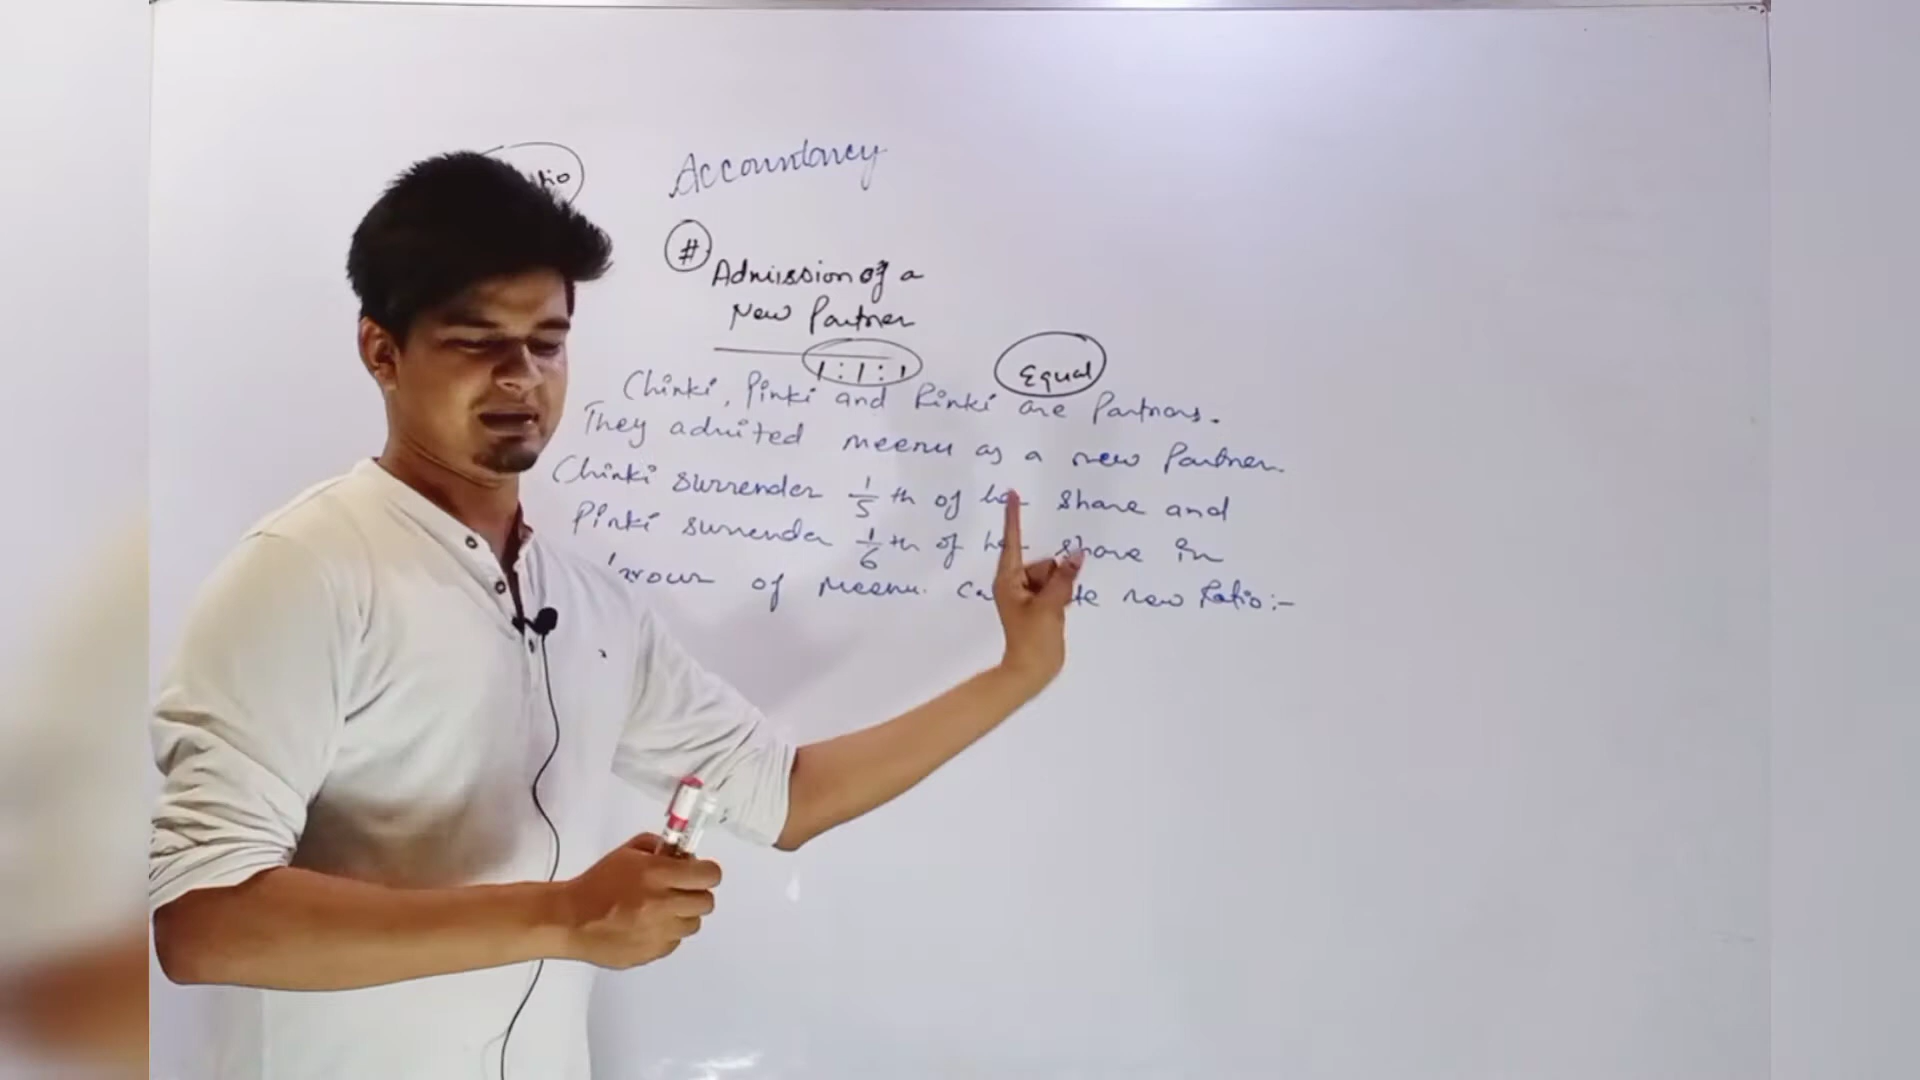 Accountancy
#
Admission of a
New Partner
1:1:1
Equal
Chinki, Pinki and Rinki are Partners.
They admited meenu as a new Partner.
Chinki surrender 1/5 th of her share and
Pinki surrender 1/6 th of her share in
of Meenu. new Ratio:-